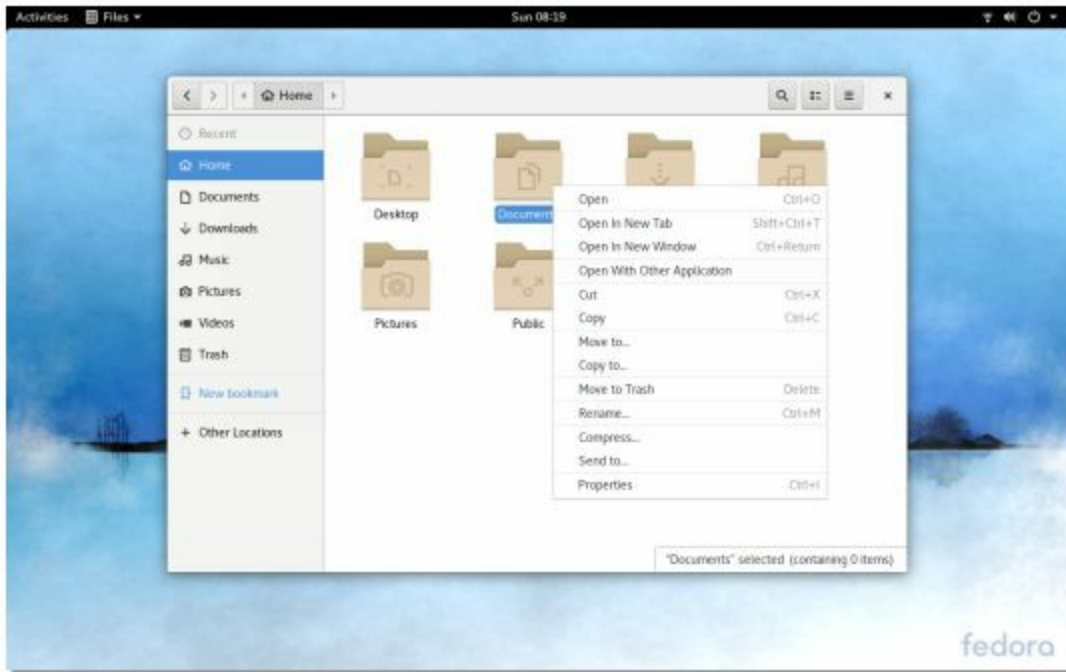 Activities Files Sun 08:19
Home
Recent
Home
Documents
Downloads
Music
Pictures
Videos
Trash
New bookmark
Other Locations
Desktop
Document
Pictures
Public
Open Ctrl+O
Open In New Tab Shift+Ctrl+T
Open In New Window Ctrl+Return
Open With Other Application
Cut Ctrl+X
Copy Ctrl+C
Move to...
Copy to...
Move to Trash Delete
Rename... Ctrl+M
Compress...
Send to...
Properties Ctrl+I
"Documents" selected (containing 0 items)
fedora